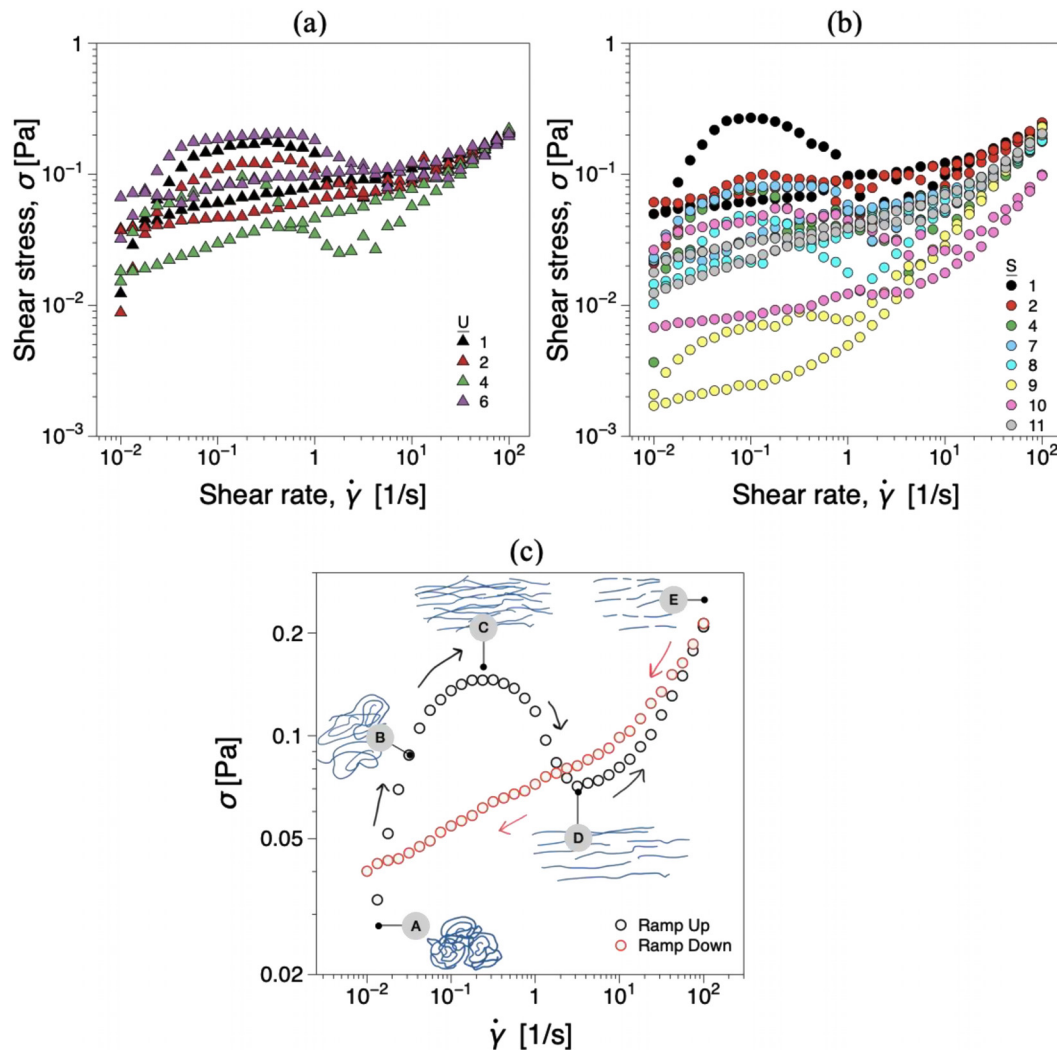 (a)
1
10⁻¹
10⁻²
10⁻³
Shear stress, σ [Pa]
10⁻² 10⁻¹ 1 10¹ 10²
Shear rate, γ̇ [1/s]
U
1
2
4
6
(b)
1
10⁻¹
10⁻²
10⁻³
Shear stress, σ [Pa]
10⁻² 10⁻¹ 1 10¹ 10²
Shear rate, γ̇ [1/s]
S
1
2
4
7
8
9
10
11
(c)
0.2
0.1
0.05
0.02
σ [Pa]
E
C
B
D
A
Ramp Up
Ramp Down
10⁻² 10⁻¹ 1 10¹ 10²
γ̇ [1/s]